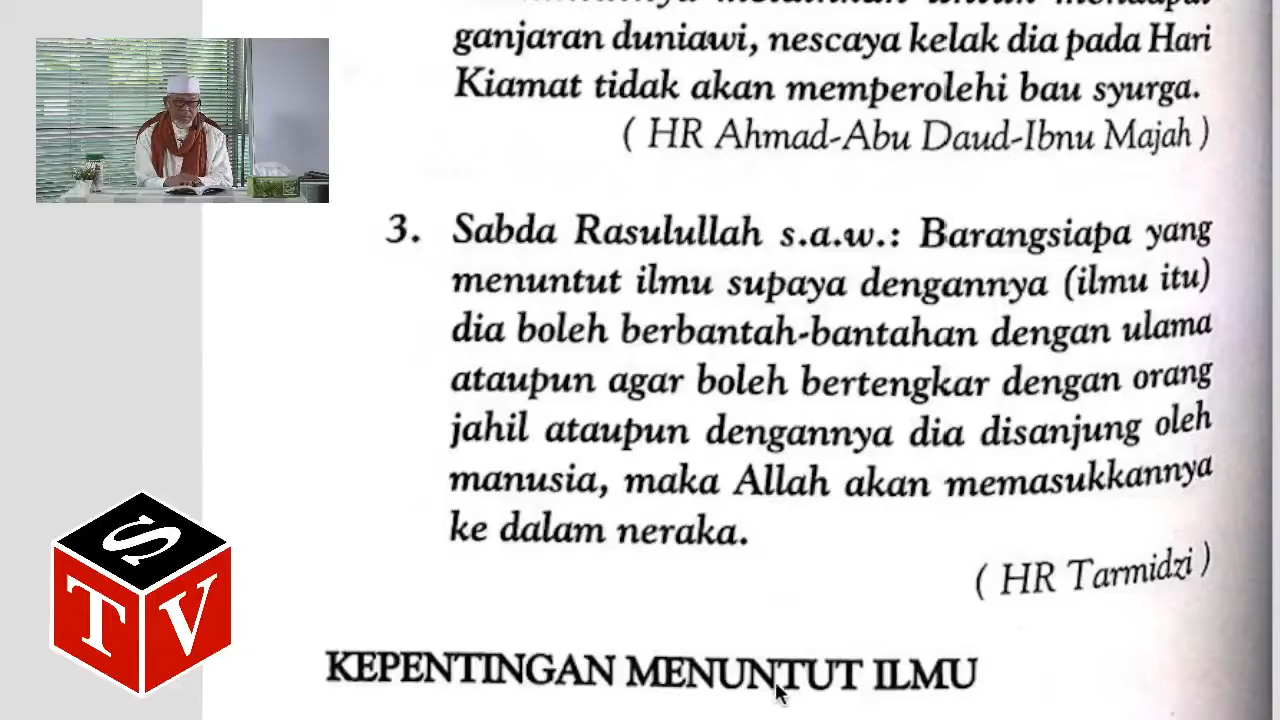 ganjaran duniawi, nescaya kelak dia pada Hari
Kiamat tidak akan memperolehi bau syurga.
( HR Ahmad-Abu Daud-Ibnu Majah )
3. Sabda Rasulullah s.a.w.: Barangsiapa yang
menuntut ilmu supaya dengannya (ilmu itu)
dia boleh berbantah-bantahan dengan ulama
ataupun agar boleh bertengkar dengan orang
jahil ataupun dengannya dia disanjung oleh
manusia, maka Allah akan memasukkannya
ke dalam neraka.
( HR Tarmidzi )
KEPENTINGAN MENUNTUT ILMU
S
T V